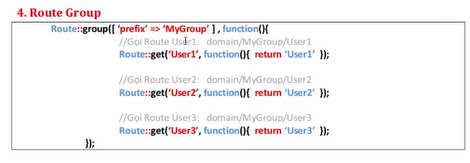 4. Route Group
Route::group([ ‘prefix’ => ‘MyGroup’ ] , function(){
//Gọi Route User1: domain/MyGroup/User1
Route::get(‘User1’, function(){ return ‘User1’ });
//Gọi Route User2: domain/MyGroup/User2
Route::get(‘User2’, function(){ return ‘User2’ });
//Gọi Route User3: domain/MyGroup/User3
Route::get(‘User3’, function(){ return ‘User3’ });
});